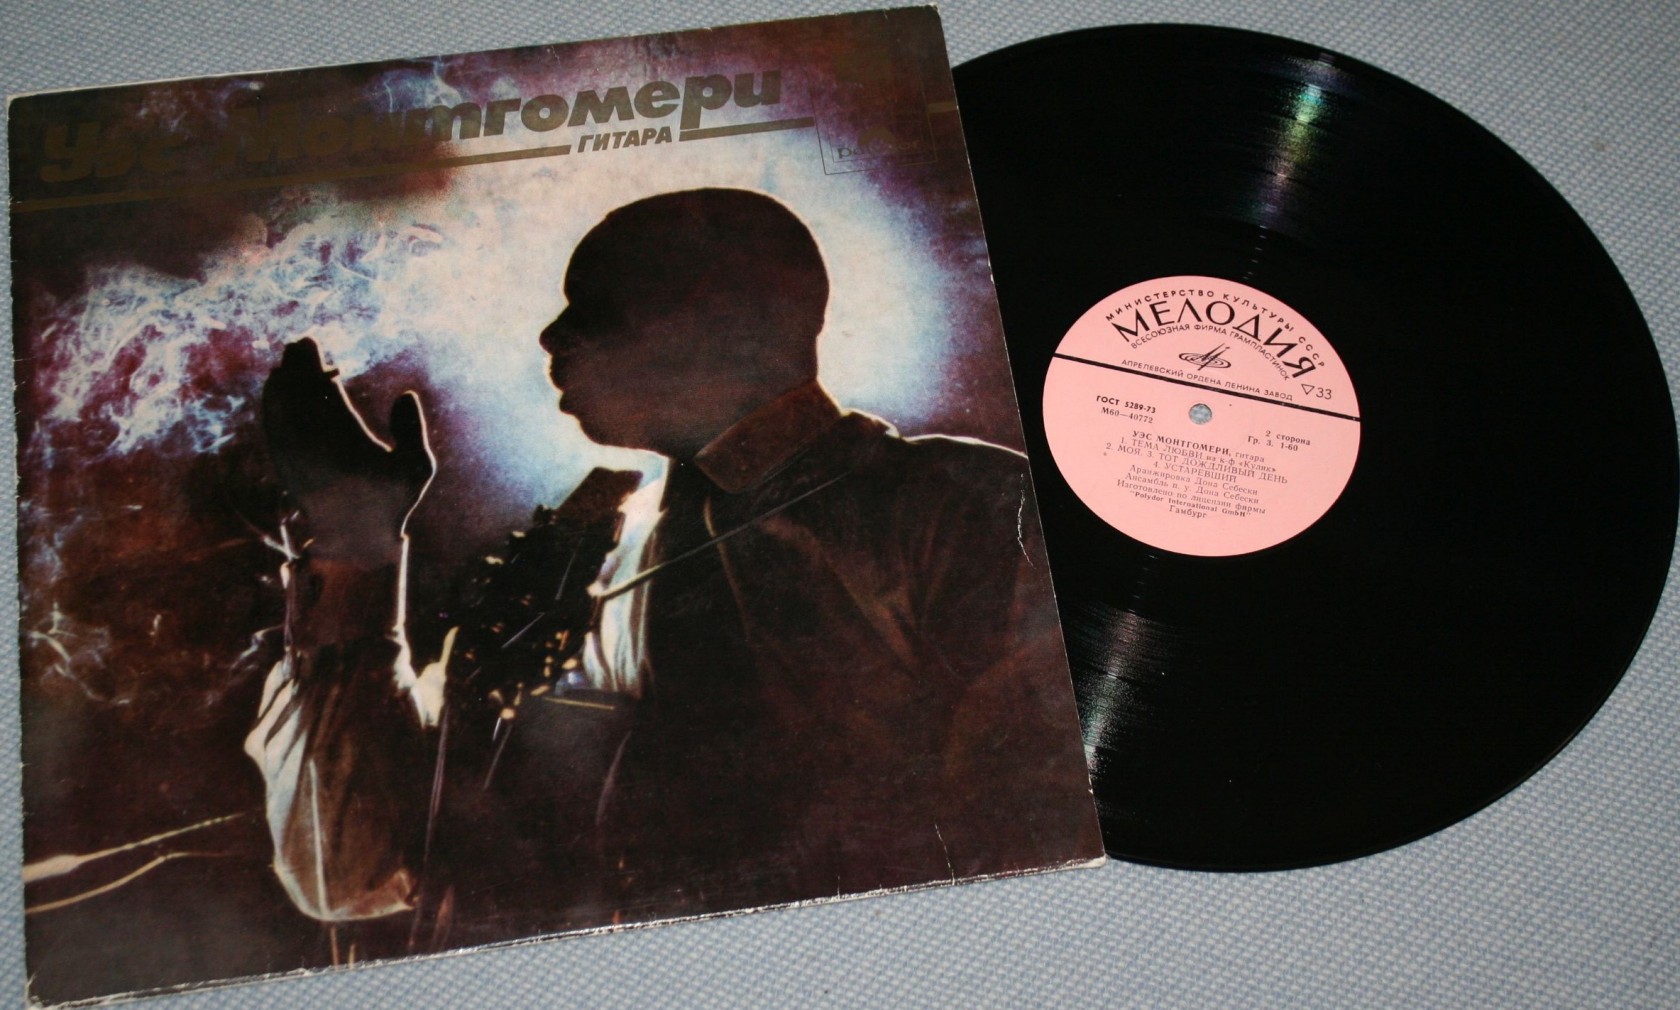 Уэс Монтгомери
ГИТАРА
МИНИСТЕРСТВО КУЛЬТУРЫ СССР
МЕЛОДИЯ
ВСЕСОЮЗНАЯ ФИРМА ГРАМПЛАСТИНОК
АПРЕЛЕВСКИЙ ОРДЕНА ЛЕНИНА ЗАВОД
33
ГОСТ 5289-73
М60—40772
2 сторона
Гр. 3. 1-60
УЭС МОНТГОМЕРИ, гитара
1. ТЕМА ЛЮБВИ из к-ф «Кулик»
2. МОЯ. 3. ТОТ ДОЖДЛИВЫЙ ДЕНЬ
4. УСТАРЕВШИЙ
Аранжировка Дона Себески
Ансамбль п. у. Дона Себески
Изготовлено по лицензии фирмы
"Polydor International GmbH"
Гамбург